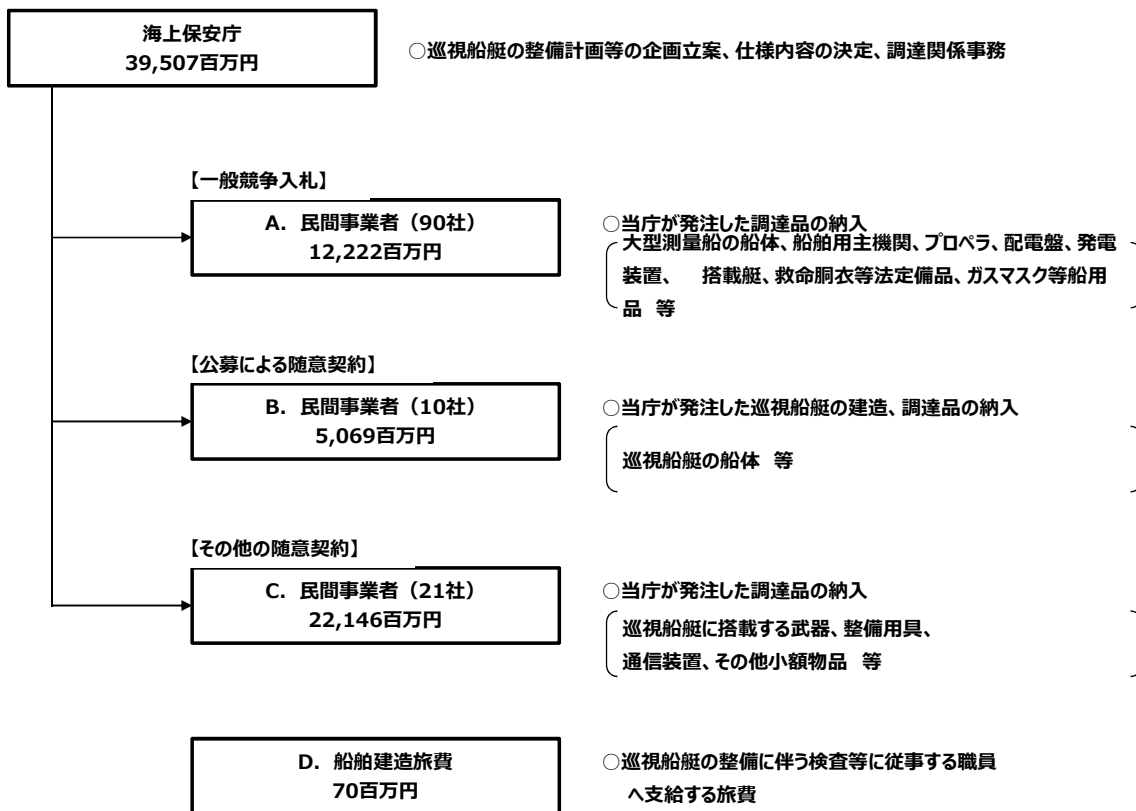 海上保安庁
39,507百万円
○巡視船艇の整備計画等の企画立案、仕様内容の決定、調達関係事務
【一般競争入札】
A. 民間事業者（90社）
12,222百万円
○当庁が発注した調達品の納入
大型測量船の船体、船舶用主機関、プロペラ、配電盤、発電
装置、　搭載艇、救命胴衣等法定備品、ガスマスク等船用
品 等
【公募による随意契約】
B. 民間事業者（10社）
5,069百万円
○当庁が発注した巡視船艇の建造、調達品の納入
巡視船艇の船体 等
【その他の随意契約】
C. 民間事業者（21社）
22,146百万円
○当庁が発注した調達品の納入
巡視船艇に搭載する武器、整備用具、
通信装置、その他小額物品 等
D. 船舶建造旅費
70百万円
○巡視船艇の整備に伴う検査等に従事する職員
へ支給する旅費